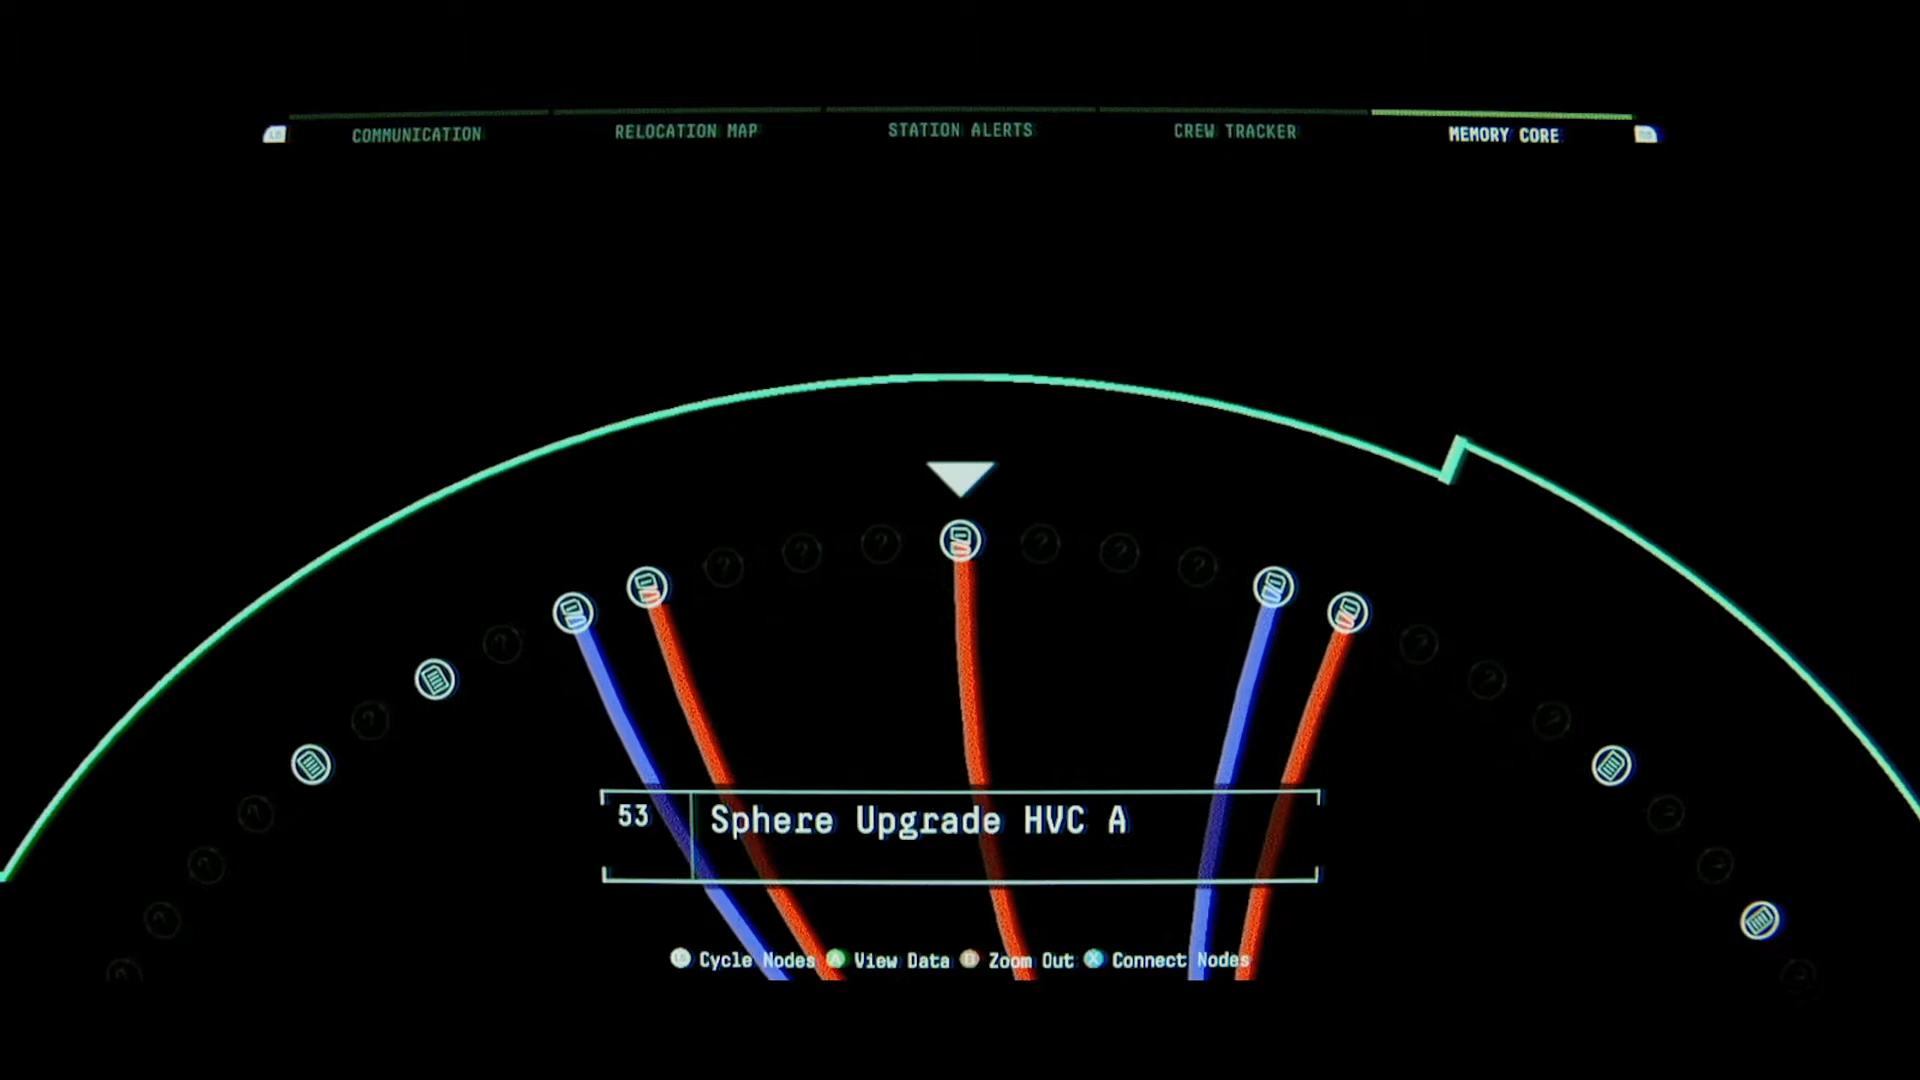 COMMUNICATION
RELOCATION MAP
STATION ALERTS
CREW TRACKER
MEMORY CORE
53
Sphere Upgrade HVC A
Cycle Nodes
A View Data
B Zoom Out
X Connect Nodes